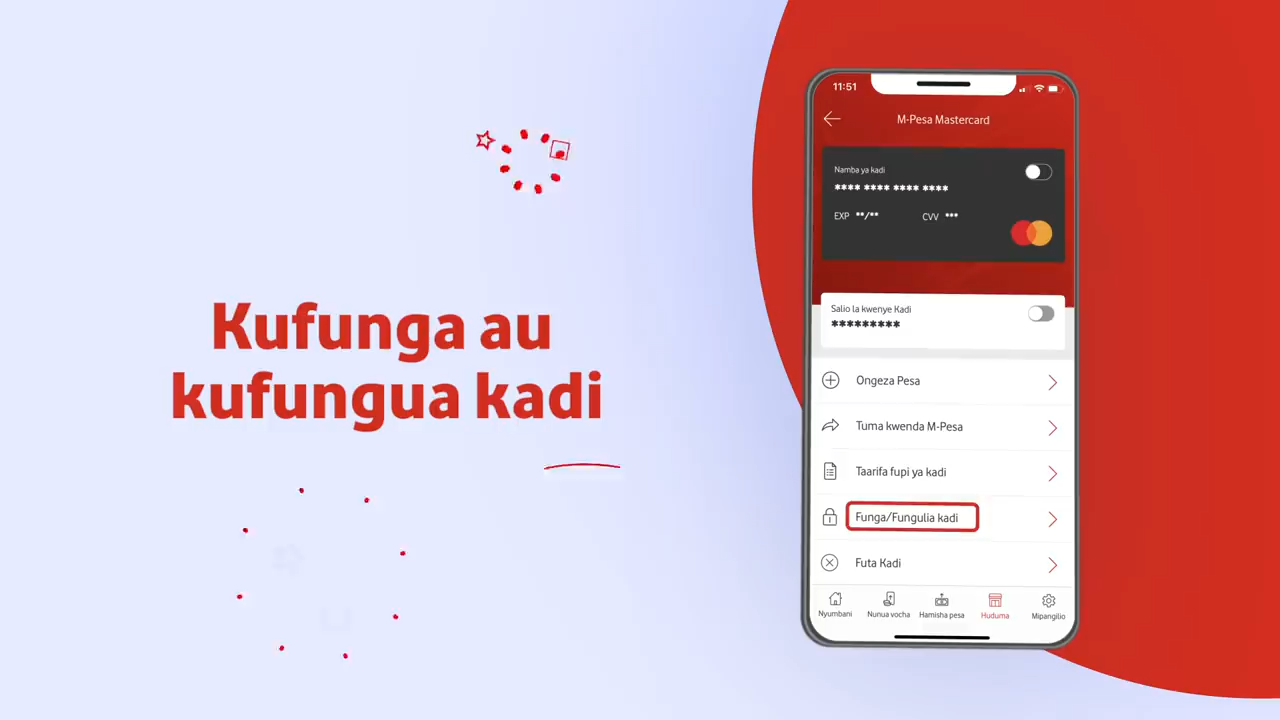 Kufunga au
kufungua kadi
11:51
M-Pesa Mastercard
Namba ya kadi
**** **** **** ****
EXP **/** CVV ***
Salio la kwenye Kadi
*********
Ongeza Pesa
Tuma kwenda M-Pesa
Taarifa fupi ya kadi
Funga/Fungulia kadi
Futa Kadi
Nyumbani Nunua vocha Hamisha pesa Huduma Mipangilio